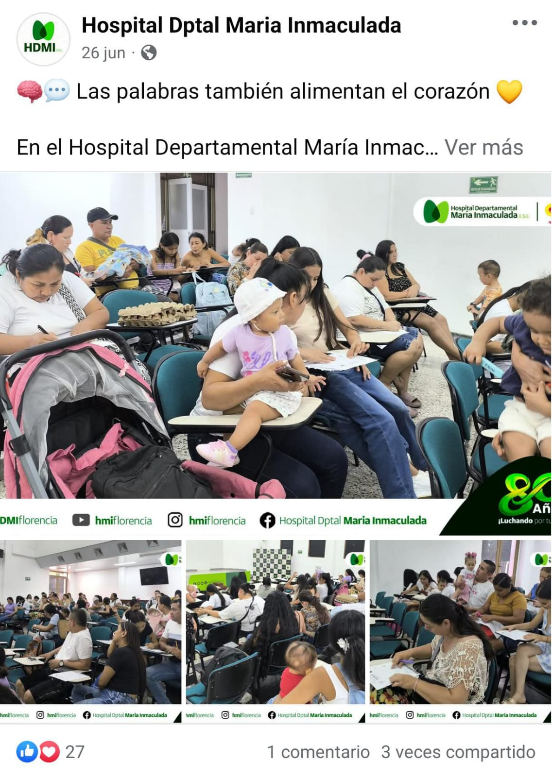 HDMI
Hospital Dptal Maria Inmaculada
26 jun
Las palabras también alimentan el corazón
En el Hospital Departamental María Inmac... Ver más
Hospital Departamental
María Inmaculada
DMIflorencia hmiflorencia hmiflorencia Hospital Dptal Maria Inmaculada
80
Añ
¡Luchando por tu
hmiflorencia Hospital Dptal Maria Inmaculada
hmiflorencia hmiflorencia Hospital Dptal Maria Inmaculada
hmiflorencia hmiflorencia Hospital Dptal Maria Inmaculada
27
1 comentario 3 veces compartido